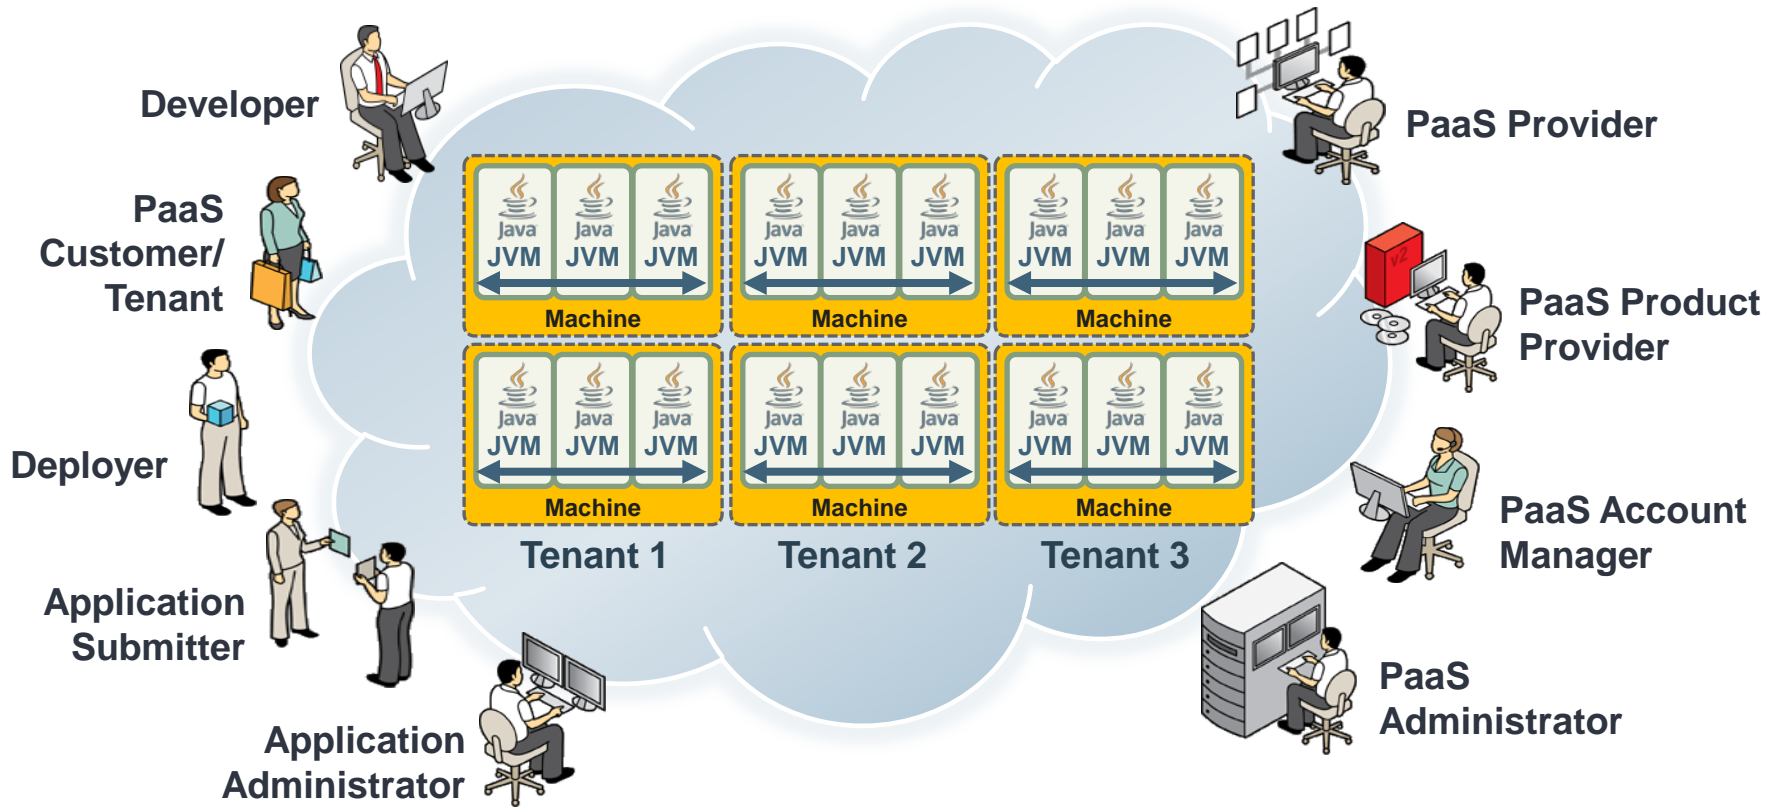 Developer
PaaS
Customer/
Tenant
Deployer
Application
Submitter
Application
Administrator
Java Java Java
JVM JVM JVM
Machine
Java Java Java
JVM JVM JVM
Machine
Java Java Java
JVM JVM JVM
Machine
Java Java Java
JVM JVM JVM
Machine
Java Java Java
JVM JVM JVM
Machine
Java Java Java
JVM JVM JVM
Machine
Tenant 1
Tenant 2
Tenant 3
PaaS Provider
v2
PaaS Product
Provider
PaaS Account
Manager
PaaS
Administrator